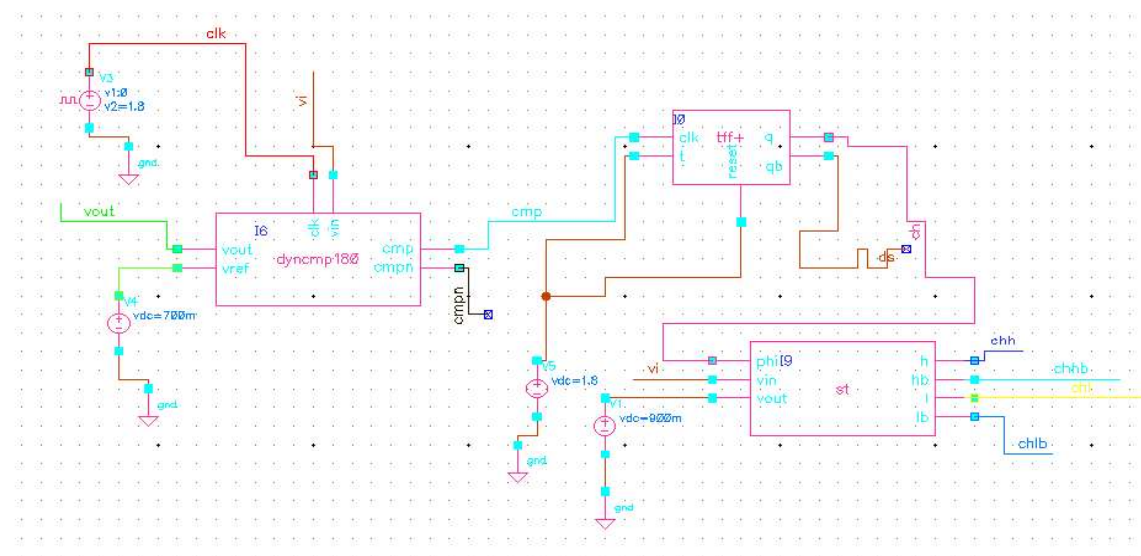 clk
V3
v1:0
v2=1.8
gnd
vi
vout
I6
clk
vin
vout
vref
dyncmp180
cmp
cmpn
cmp
cmpn
V4
vdc=700m
gnd
I0
clk
tff+
q
t
reset
qb
ch
ds
V5
vdc=1.8
gnd
vi
V1
vdc=900m
gnd
phi
I9
vin
st
vout
h
hb
l
lb
chh
chhb
chl
chlb